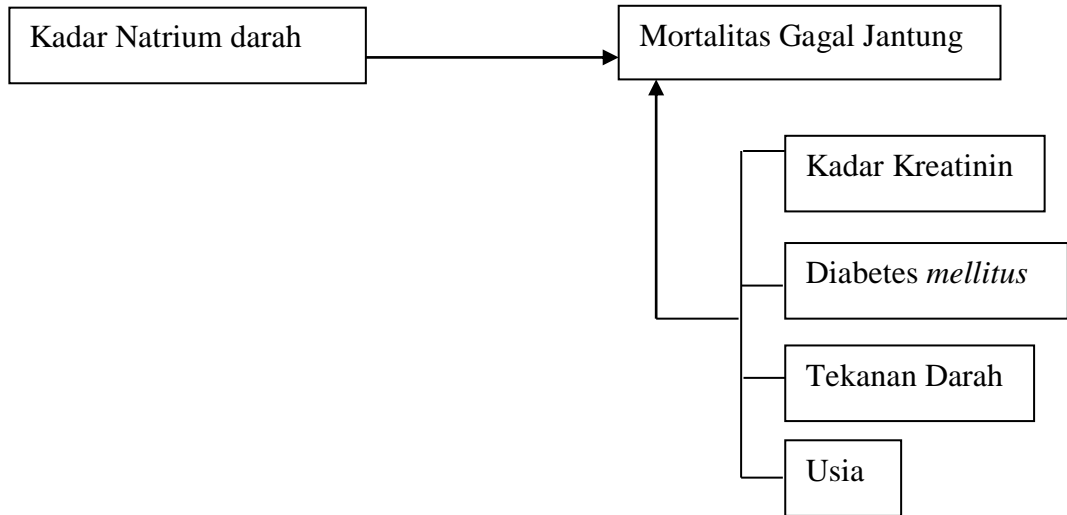 Kadar Natrium darah
Mortalitas Gagal Jantung
Kadar Kreatinin
Diabetes mellitus
Tekanan Darah
Usia